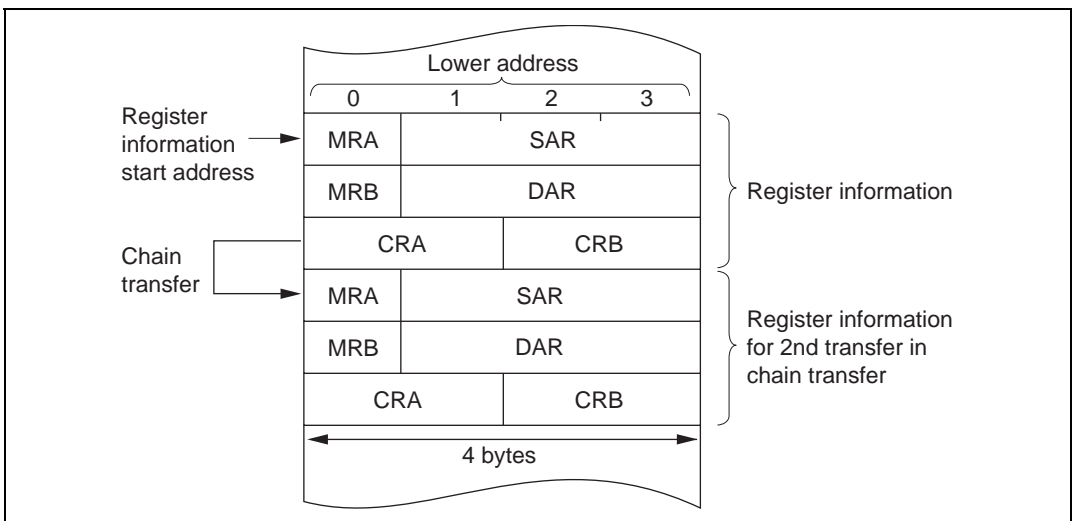 Lower address
0 1 2 3
Register
information
start address
MRA SAR
MRB DAR
Register information
CRA CRB
Chain
transfer
MRA SAR
MRB DAR
CRA CRB
Register information
for 2nd transfer in
chain transfer
4 bytes